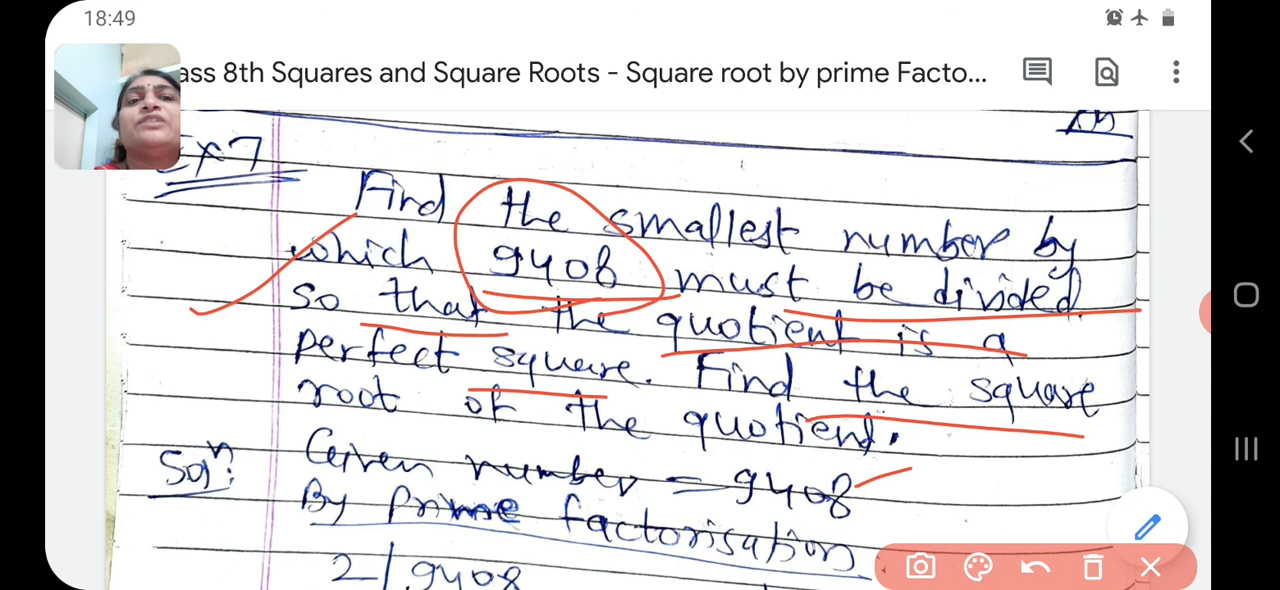 18:49
ass 8th Squares and Square Roots - Square root by prime Facto...
Ex7
Find the smallest number by
which 9408 must be divided
so that the quotient is a
perfect square. Find the square
root of the quotient.
Soln: Given number = 9408
By prime factorisation
2 | 9408